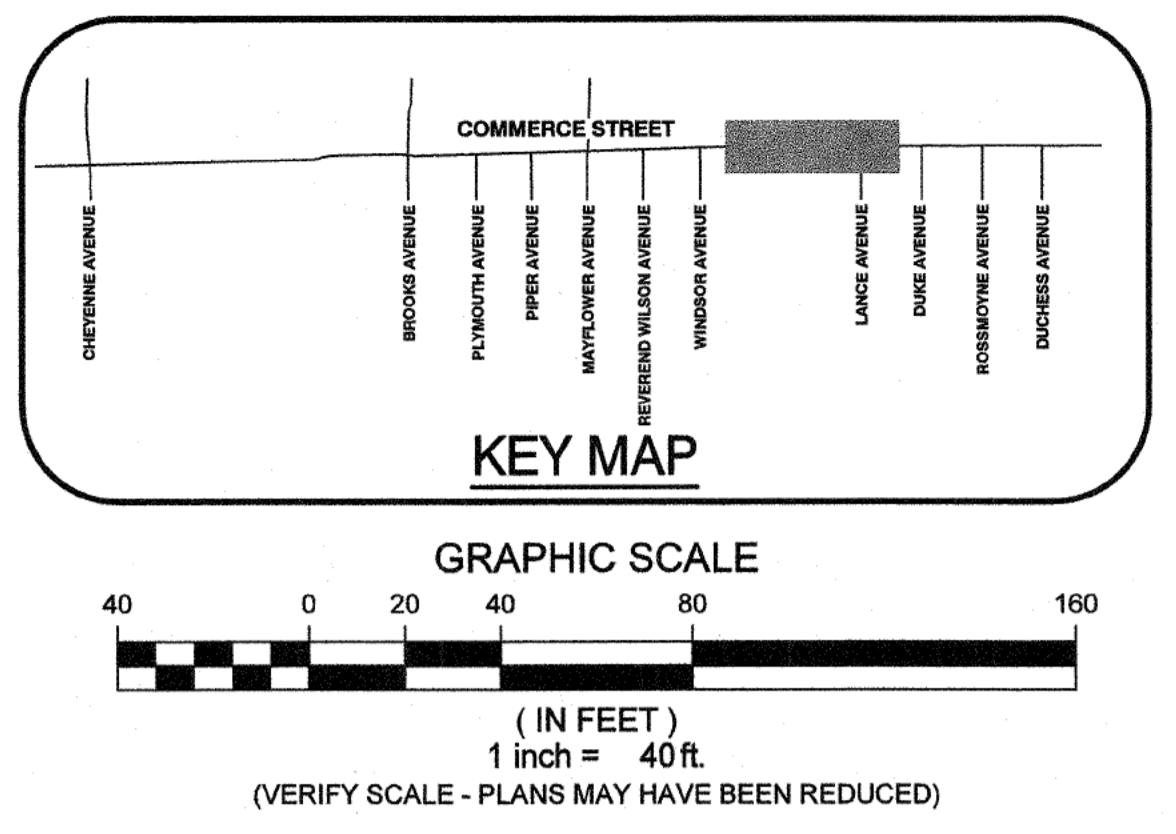 COMMERCE STREET
CHEYENNE AVENUE
BROOKS AVENUE
PLYMOUTH AVENUE
PIPER AVENUE
MAYFLOWER AVENUE
REVEREND WILSON AVENUE
WINDSOR AVENUE
LANCE AVENUE
DUKE AVENUE
ROSSMOYNE AVENUE
DUCHESS AVENUE
KEY MAP
GRAPHIC SCALE
40 0 20 40 80 160
( IN FEET )
1 inch = 40 ft.
(VERIFY SCALE - PLANS MAY HAVE BEEN REDUCED)